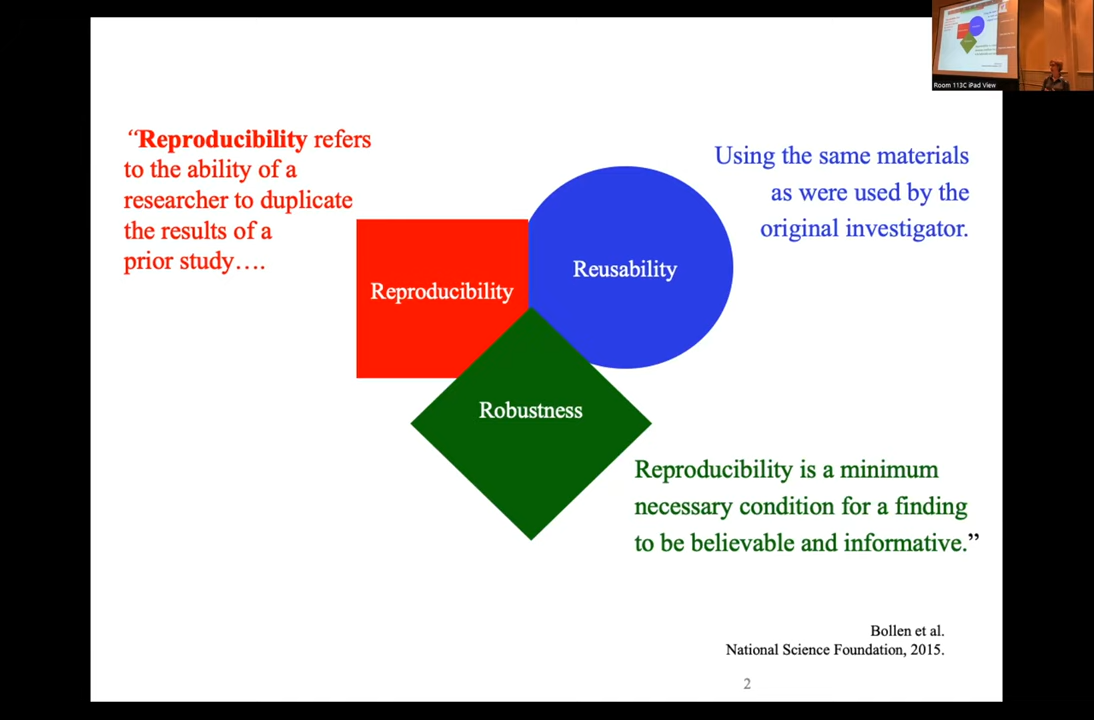 Room 113C iPad View
“Reproducibility refers
to the ability of a
researcher to duplicate
the results of a
prior study….
Using the same materials
as were used by the
original investigator.
Reproducibility
Reusability
Robustness
Reproducibility is a minimum
necessary condition for a finding
to be believable and informative.”
Bollen et al.
National Science Foundation, 2015.
2